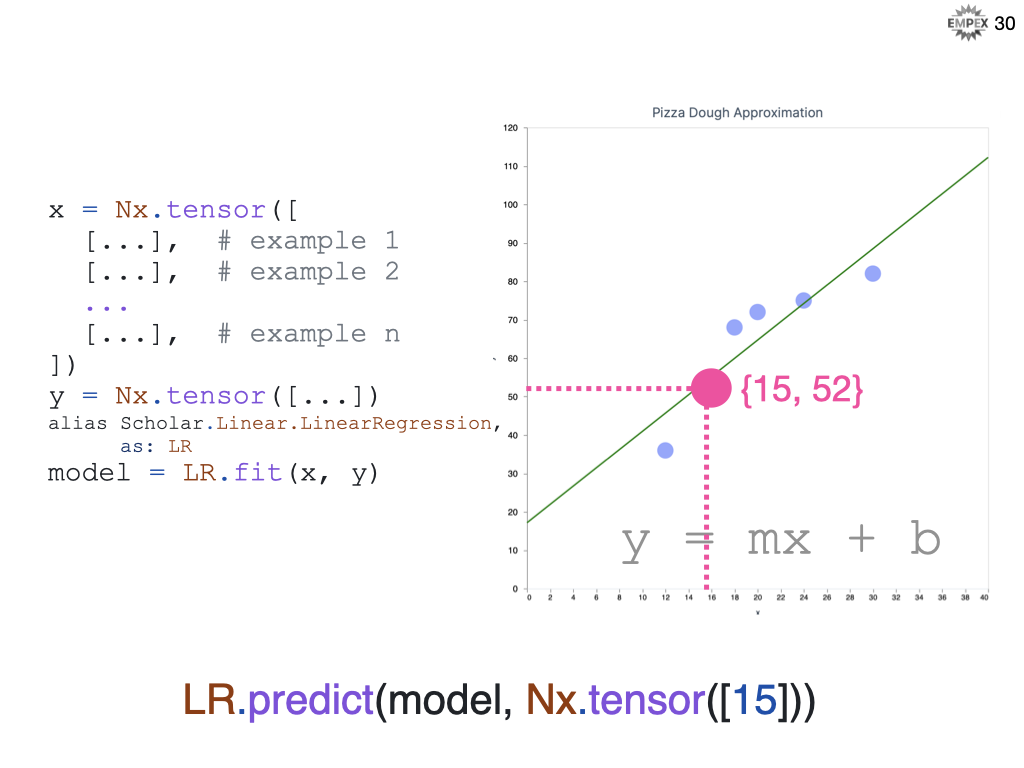 EMPEX 30
x = Nx.tensor([
[...], # example 1
[...], # example 2
...
[...], # example n
])
y = Nx.tensor([...])
alias Scholar.Linear.LinearRegression,
as: LR
model = LR.fit(x, y)
Pizza Dough Approximation
120
110
100
90
80
70
60
50
40
30
20
10
0
{15, 52}
y = mx + b
0 2 4 6 8 10 12 14 16 18 20 22 24 26 28 30 32 34 36 38 40
LR.predict(model, Nx.tensor([15]))